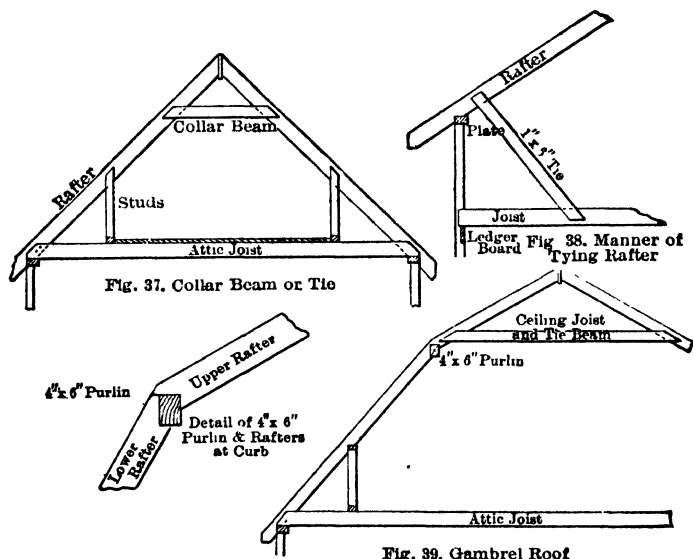 Rafter
Collar Beam
Studs
Attic Joist
Fig. 37. Collar Beam or Tie
Rafter
Plate
1" x Tie
Joist
Ledger
Board
Fig 38. Manner of
Tying Rafter
4"x 6" Purlin
Upper Rafter
Lower
Rafter
Detail of 4"x 6"
Purlin & Rafters
at Curb
Ceiling Joist
and Tie Beam
4"x 6" Purlin
Attic Joist
Fig. 39. Gambrel Roof